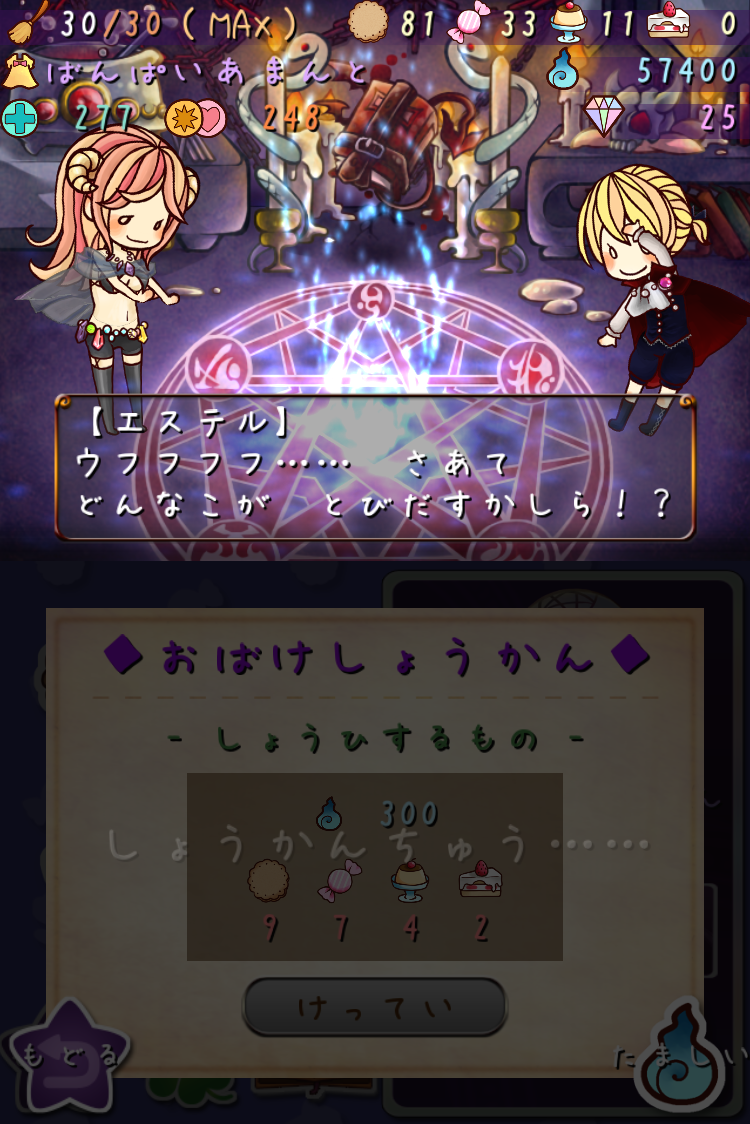 30/30(MAX) 81 33 11 0
ばんぱいあまんと 57400
277 248 25
【エステル】
ウフフフフ…… さあて
どんなこが とびだすかしら!?
◆おばけしょうかん◆
- しょうひするもの -
300
しょうかんちゅう……
9 7 4 2
けってい
もどる たましい